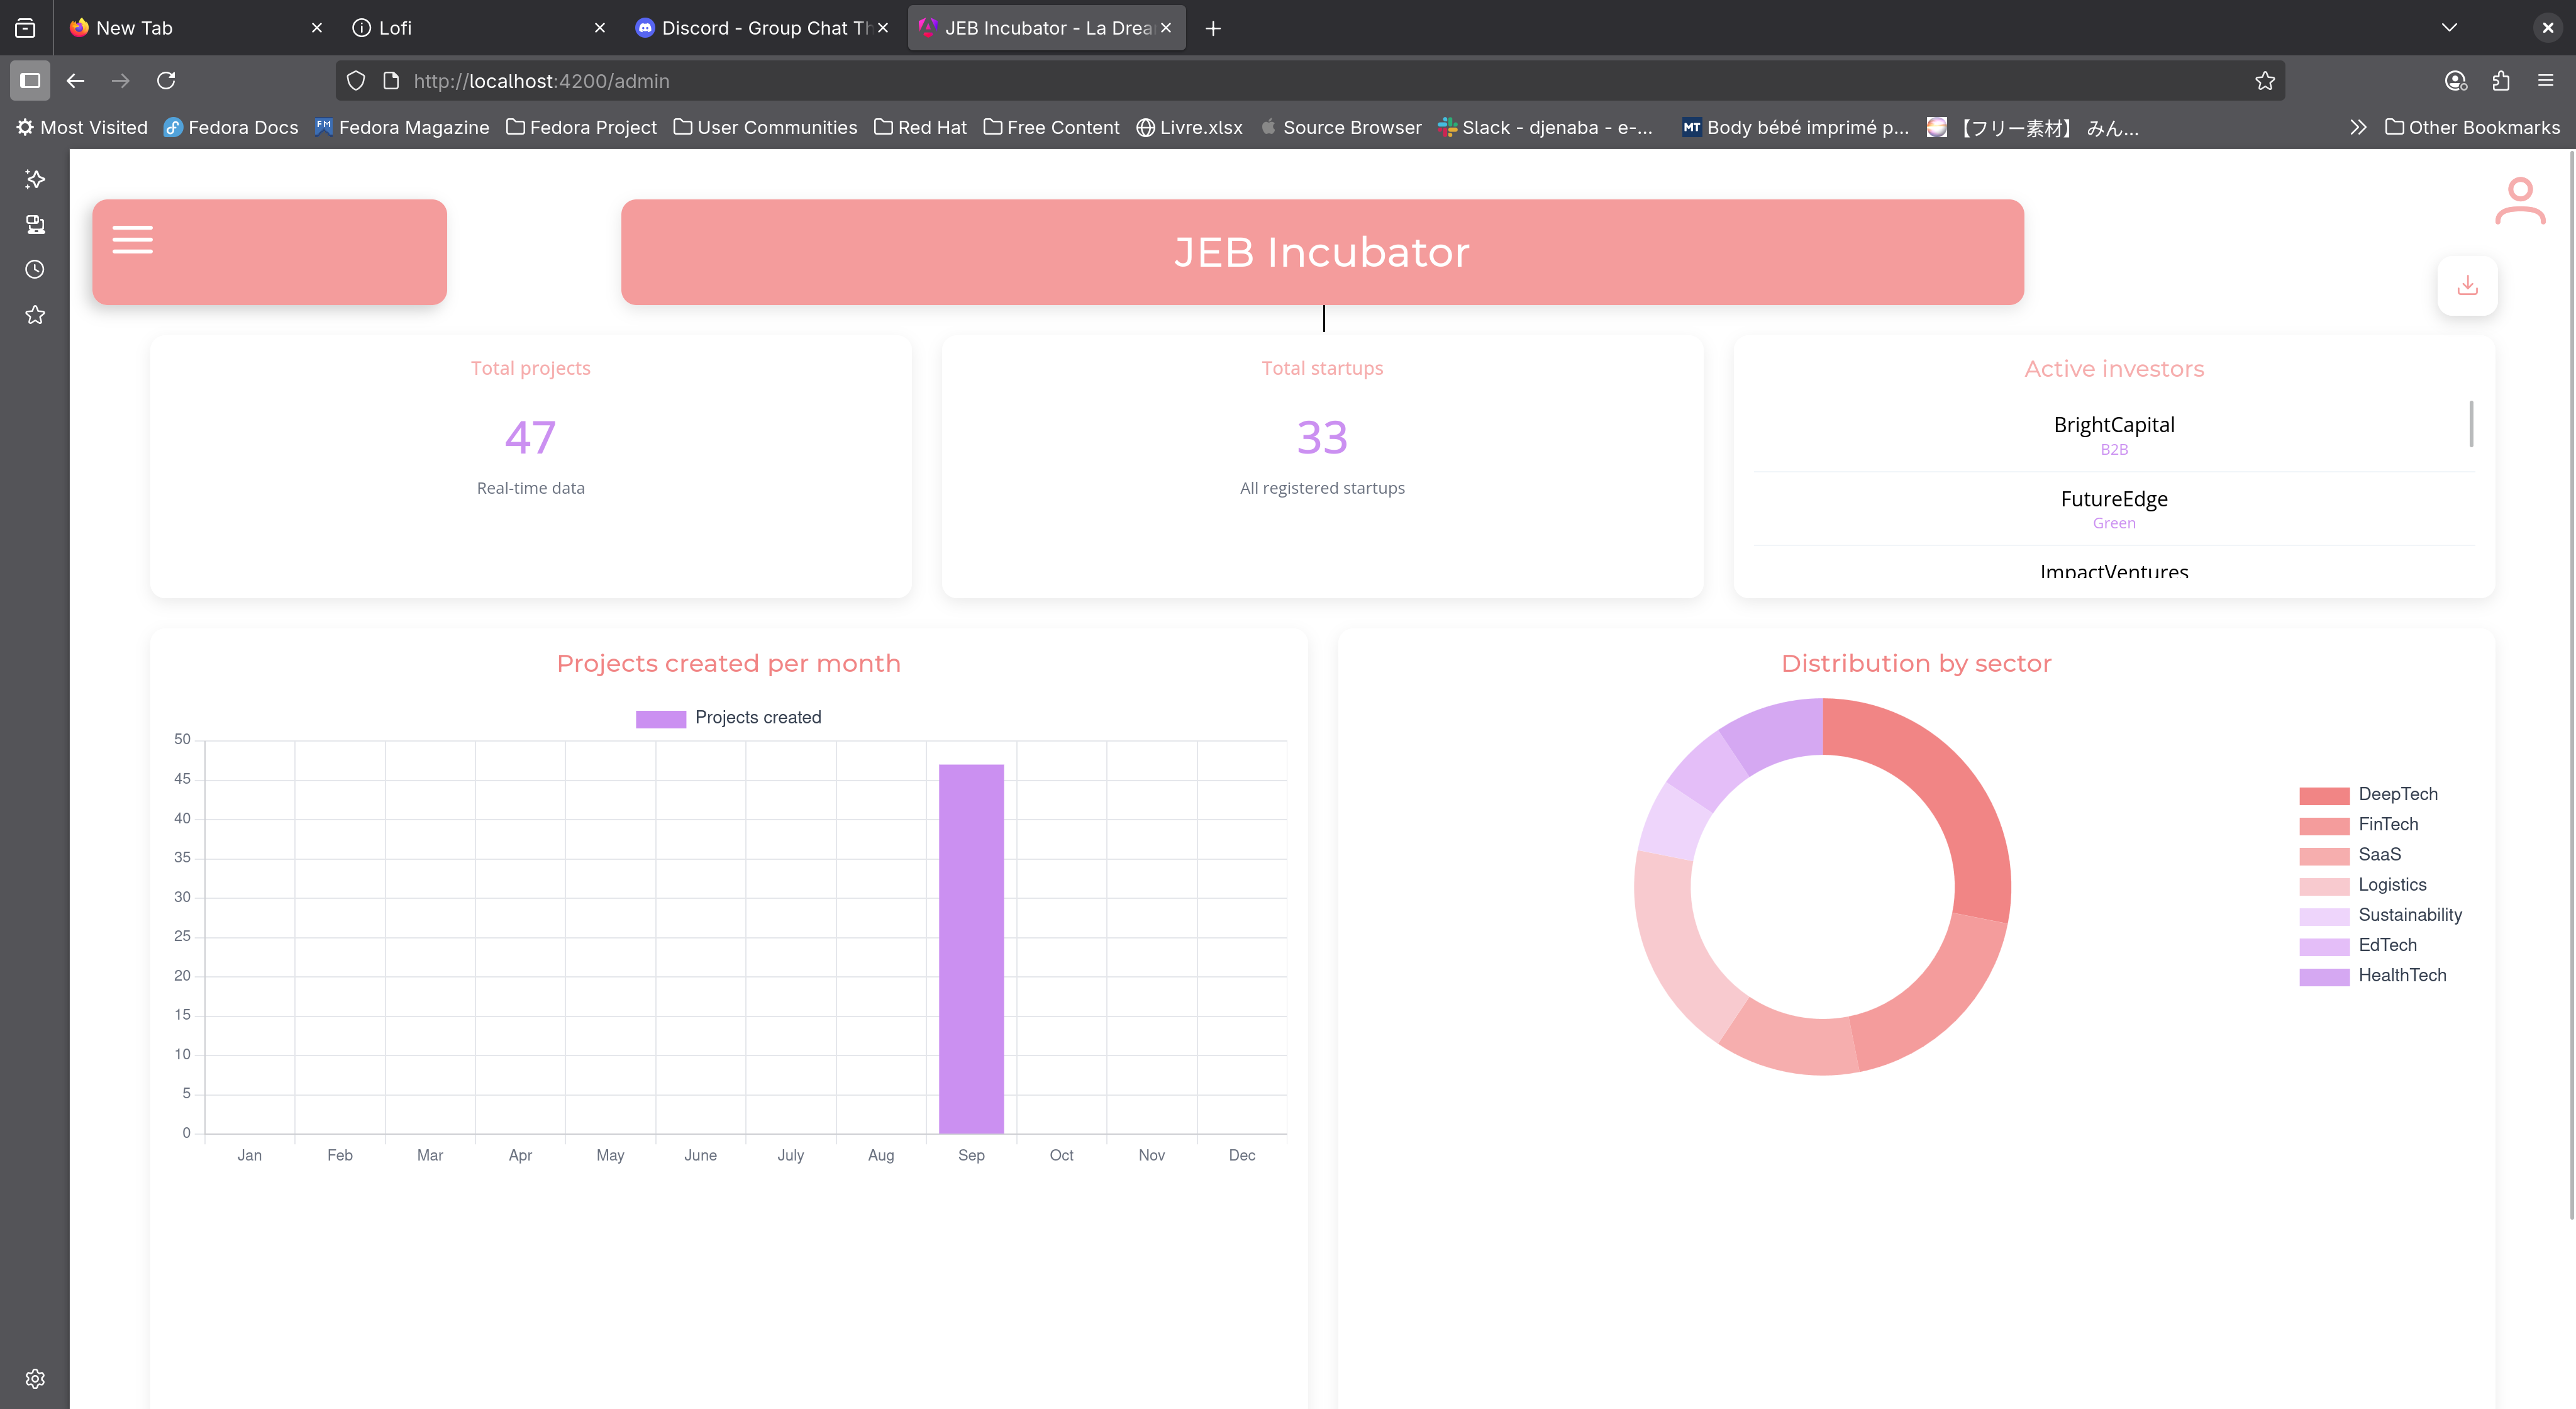 New Tab
Lofi
Discord - Group Chat Th
JEB Incubator - La Drea
http://localhost:4200/admin
Most Visited
Fedora Docs
Fedora Magazine
Fedora Project
User Communities
Red Hat
Free Content
Livre.xlsx
Source Browser
Slack - djenaba - e-...
MT
Body bébé imprimé p...
【フリー素材】 みん...
Other Bookmarks
JEB Incubator
Total projects
47
Real-time data
Total startups
33
All registered startups
Active investors
BrightCapital
B2B
FutureEdge
Green
ImpactVentures
Projects created per month
Projects created
50
45
40
35
30
25
20
15
10
5
0
Jan Feb Mar Apr May June July Aug Sep Oct Nov Dec
Distribution by sector
DeepTech
FinTech
SaaS
Logistics
Sustainability
EdTech
HealthTech